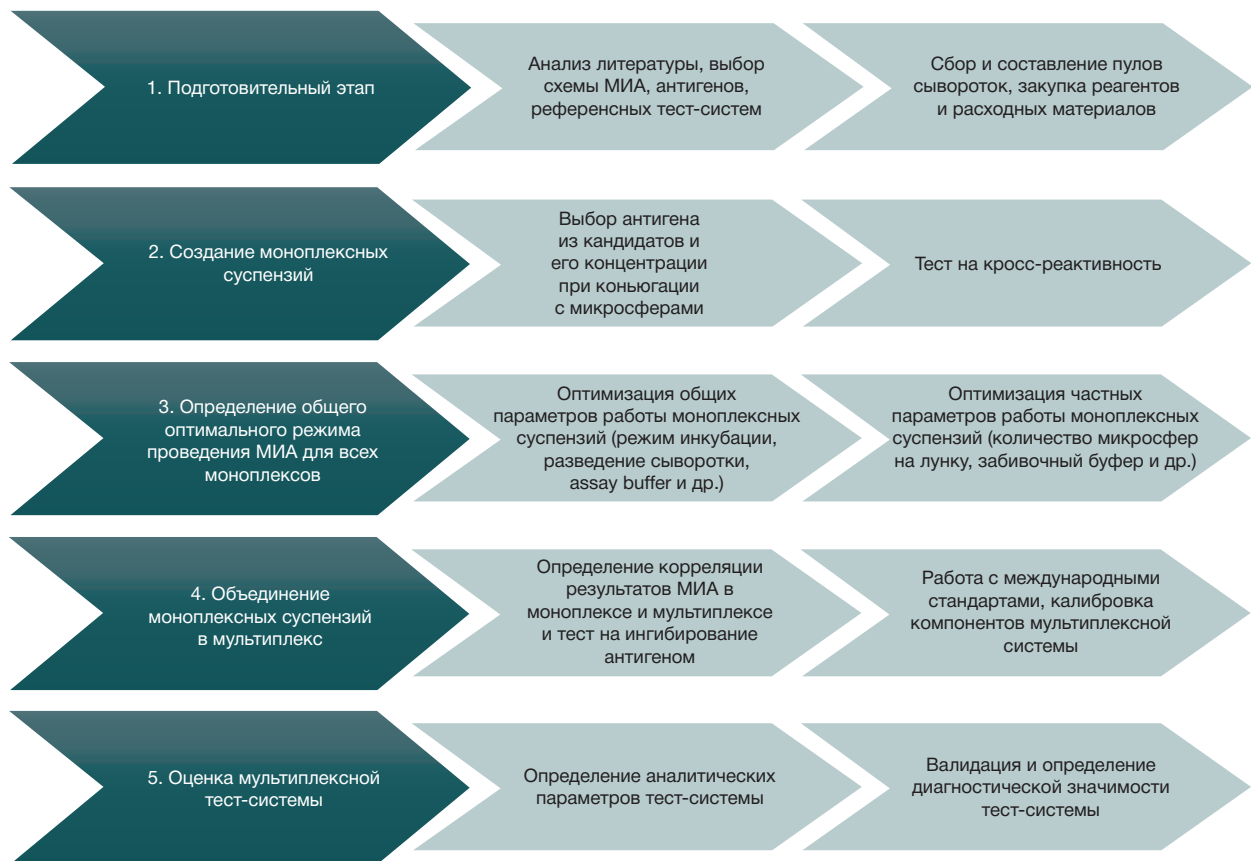 1. Подготовительный этап
Анализ литературы, выбор
схемы МИА, антигенов,
референсных тест-систем
Сбор и составление пулов
сывороток, закупка реагентов
и расходных материалов
2. Создание моноплексных
суспензий
Выбор антигена
из кандидатов и
его концентрации
при коньюгации
с микросферами
Тест на кросс-реактивность
3. Определение общего
оптимального режима
проведения МИА для всех
моноплексов
Оптимизация общих
параметров работы моноплексных
суспензий (режим инкубации,
разведение сыворотки,
assay buffer и др.)
Оптимизация частных
параметров работы моноплексных
суспензий (количество микросфер
на лунку, забивочный буфер и др.)
4. Объединение
моноплексных суспензий
в мультиплекс
Определение корреляции
результатов МИА в
моноплексе и мультиплексе
и тест на ингибирование
антигеном
Работа с международными
стандартами, калибровка
компонентов мультиплексной
системы
5. Оценка мультиплексной
тест-системы
Определение аналитических
параметров тест-системы
Валидация и определение
диагностической значимости
тест-системы